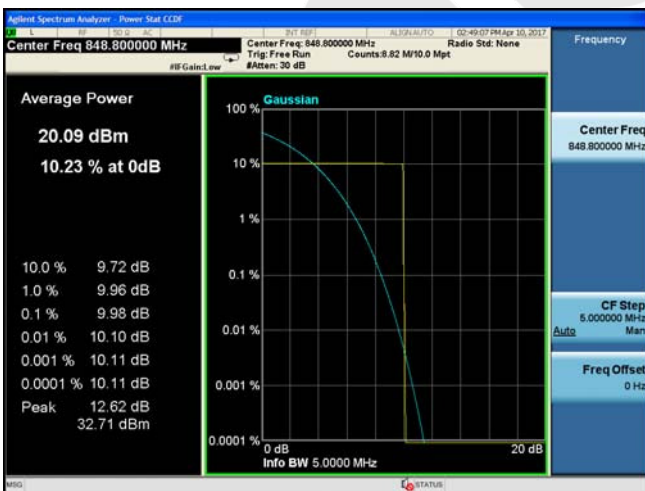 Agilent Spectrum Analyzer - Power Stat CCDF
L RF 50 Ω AC INT REF ALIGN AUTO 02:49:07 PM Apr 10, 2017
Center Freq 848.800000 MHz
Center Freq: 848.800000 MHz Radio Std: None
Trig: Free Run Counts:8.82 M/10.0 Mpt
#IFGain:Low #Atten: 30 dB
Frequency
Average Power
20.09 dBm
10.23 % at 0dB
10.0 % 9.72 dB
1.0 % 9.96 dB
0.1 % 9.98 dB
0.01 % 10.10 dB
0.001 % 10.11 dB
0.0001 % 10.11 dB
Peak 12.62 dB
32.71 dBm
Gaussian
100 %
10 %
1 %
0.1 %
0.01 %
0.001 %
0.0001 %
0 dB 20 dB
Info BW 5.0000 MHz
Center Freq
848.800000 MHz
CF Step
5.000000 MHz
Auto Man
Freq Offset
0 Hz
MSG STATUS